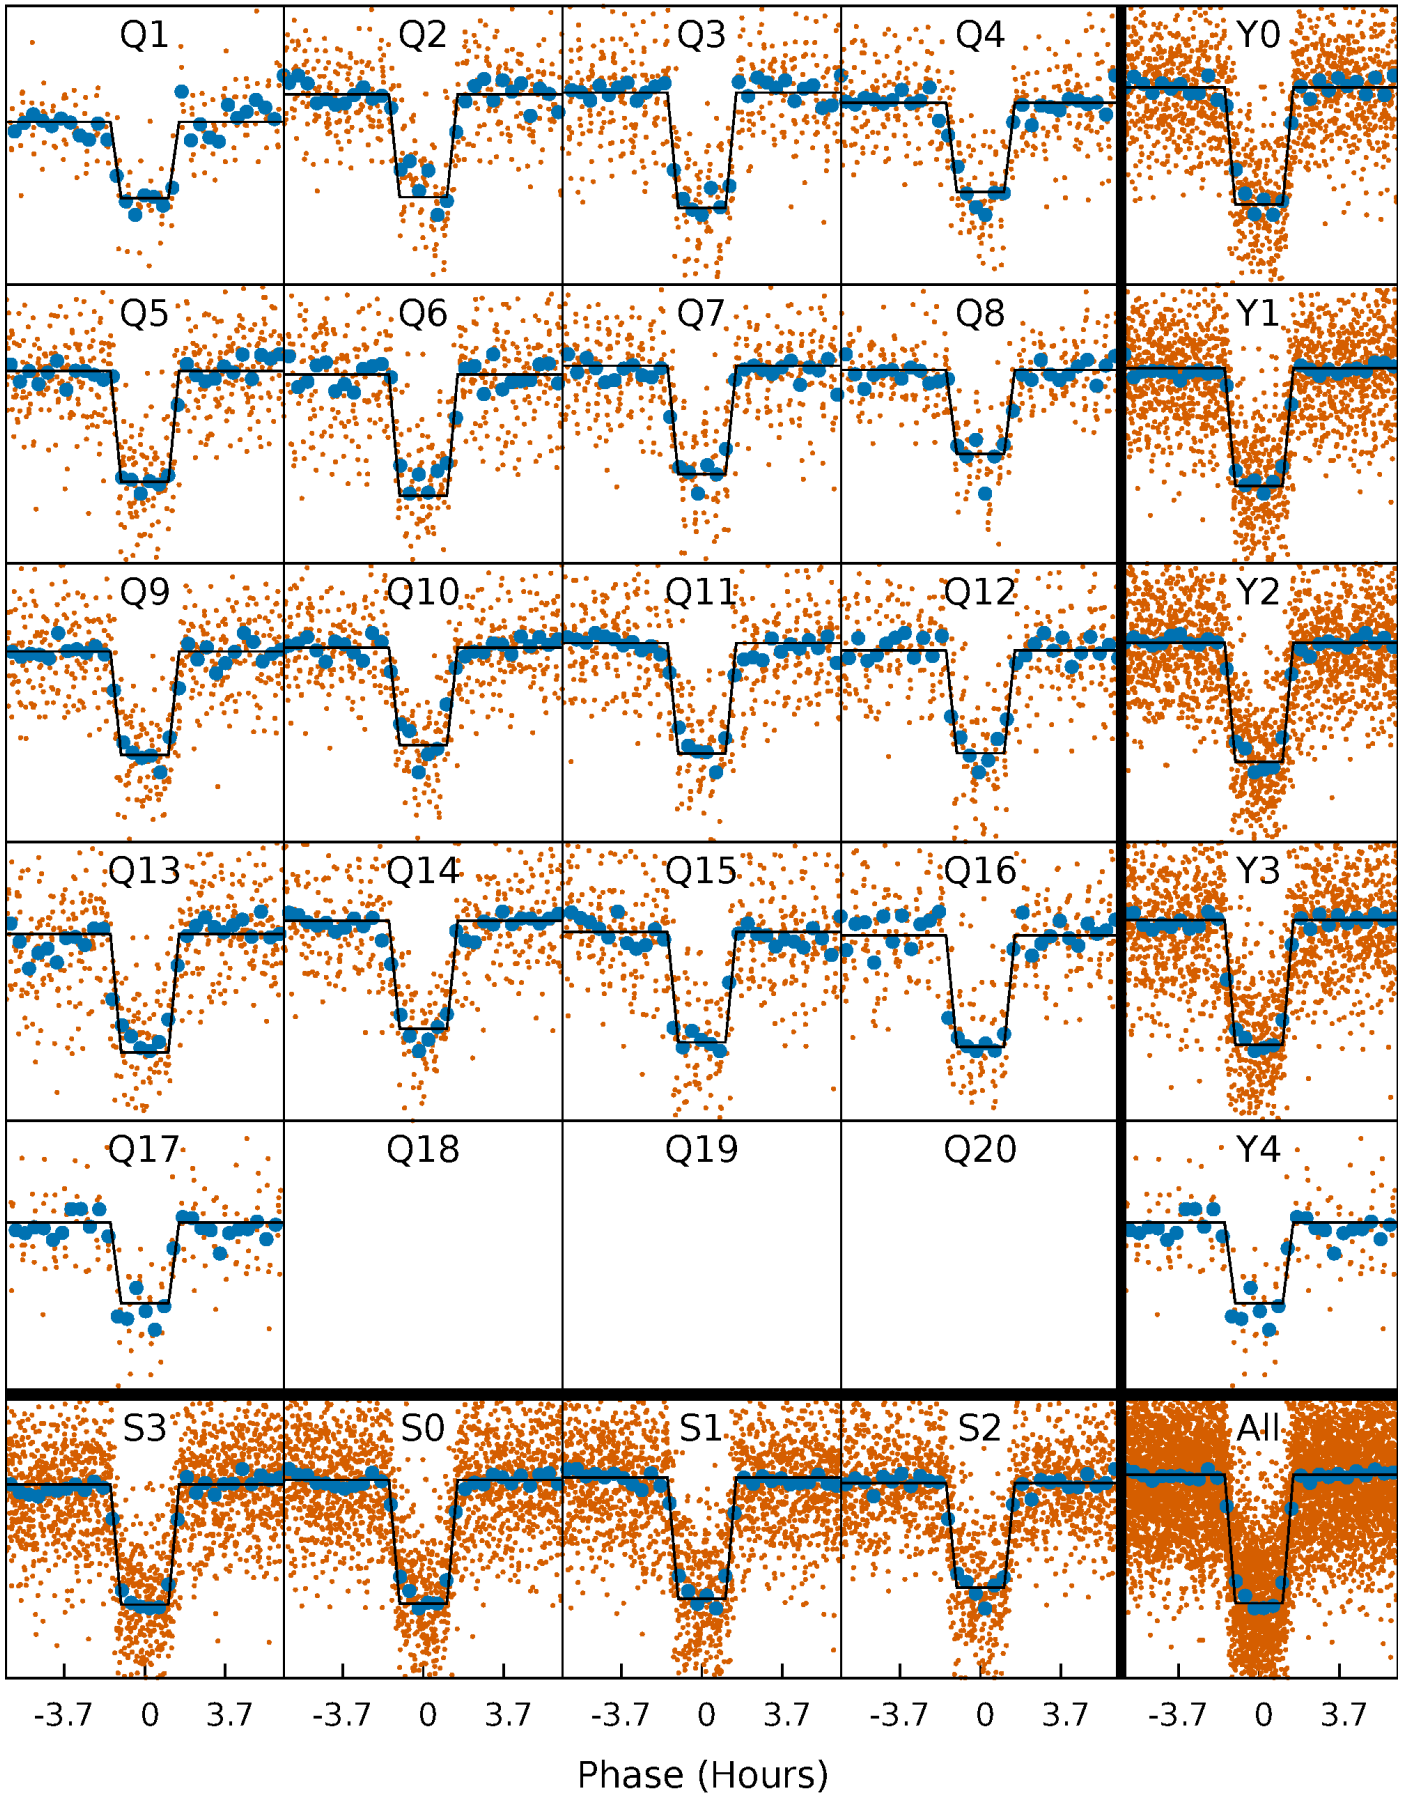 Q1 Q2 Q3 Q4 Y0
Q5 Q6 Q7 Q8 Y1
Q9 Q10 Q11 Q12 Y2
Q13 Q14 Q15 Q16 Y3
Q17 Q18 Q19 Q20 Y4
S3 S0 S1 S2 All
-3.7 0 3.7 -3.7 0 3.7 -3.7 0 3.7 -3.7 0 3.7 -3.7 0 3.7
Phase (Hours)